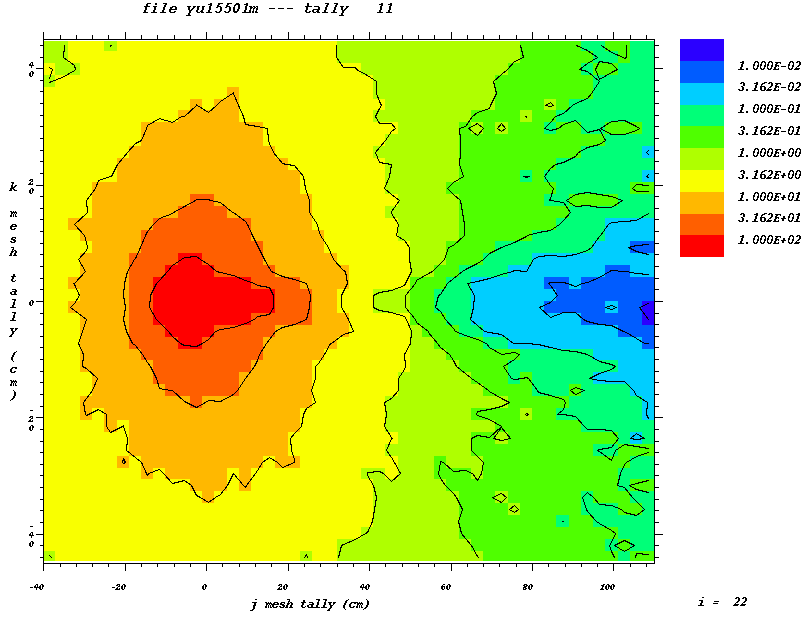 file yu15501m --- tally 11
1.000E-02
3.162E-02
1.000E-01
3.162E-01
1.000E+00
3.162E+00
1.000E+01
3.162E+01
1.000E+02
k mesh tally (cm)
40
20
0
-20
-40
-40 -20 0 20 40 60 80 100
j mesh tally (cm)
i = 22